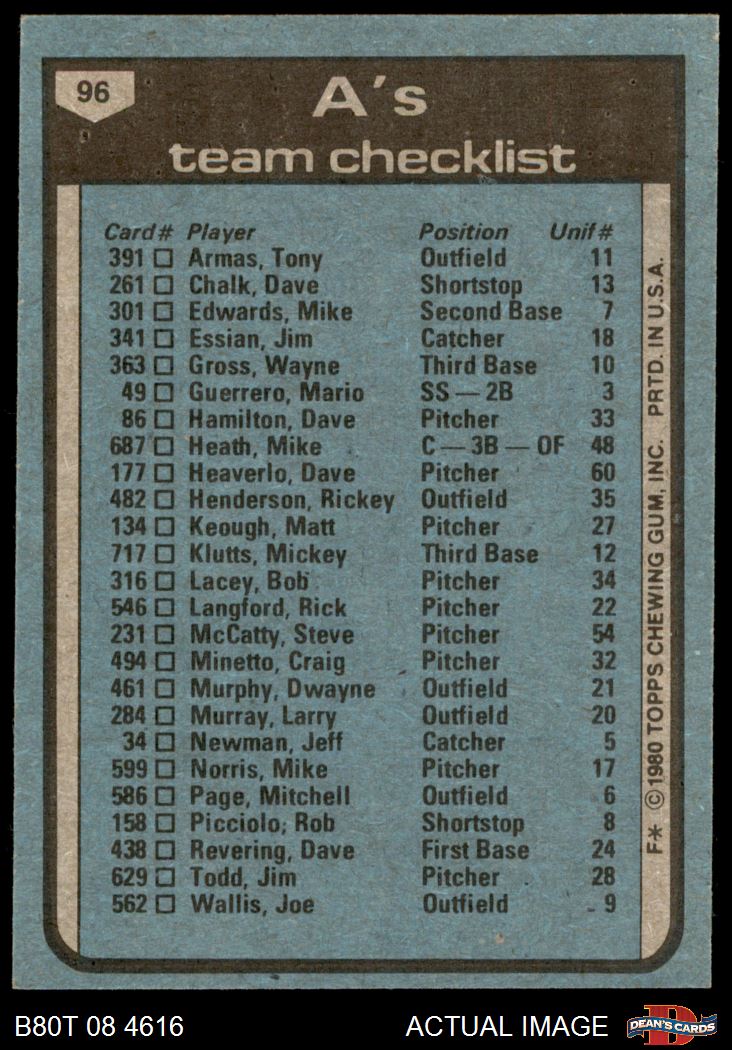 96
A's
team checklist
Card# Player Position Unif#
391 Armas, Tony Outfield 11
261 Chalk, Dave Shortstop 13
301 Edwards, Mike Second Base 7
341 Essian, Jim Catcher 18
363 Gross, Wayne Third Base 10
49 Guerrero, Mario SS — 2B 3
86 Hamilton, Dave Pitcher 33
687 Heath, Mike C — 3B — OF 48
177 Heaverlo, Dave Pitcher 60
482 Henderson, Rickey Outfield 35
134 Keough, Matt Pitcher 27
717 Klutts, Mickey Third Base 12
316 Lacey, Bob Pitcher 34
546 Langford, Rick Pitcher 22
231 McCatty, Steve Pitcher 54
494 Minetto, Craig Pitcher 32
461 Murphy, Dwayne Outfield 21
284 Murray, Larry Outfield 20
34 Newman, Jeff Catcher 5
599 Norris, Mike Pitcher 17
586 Page, Mitchell Outfield 6
158 Picciolo, Rob Shortstop 8
438 Revering, Dave First Base 24
629 Todd, Jim Pitcher 28
562 Wallis, Joe Outfield 9
F* ©1980 TOPPS CHEWING GUM, INC. PRTD. IN U.S.A.
B80T 08 4616 ACTUAL IMAGE
D
DEAN'S CARDS